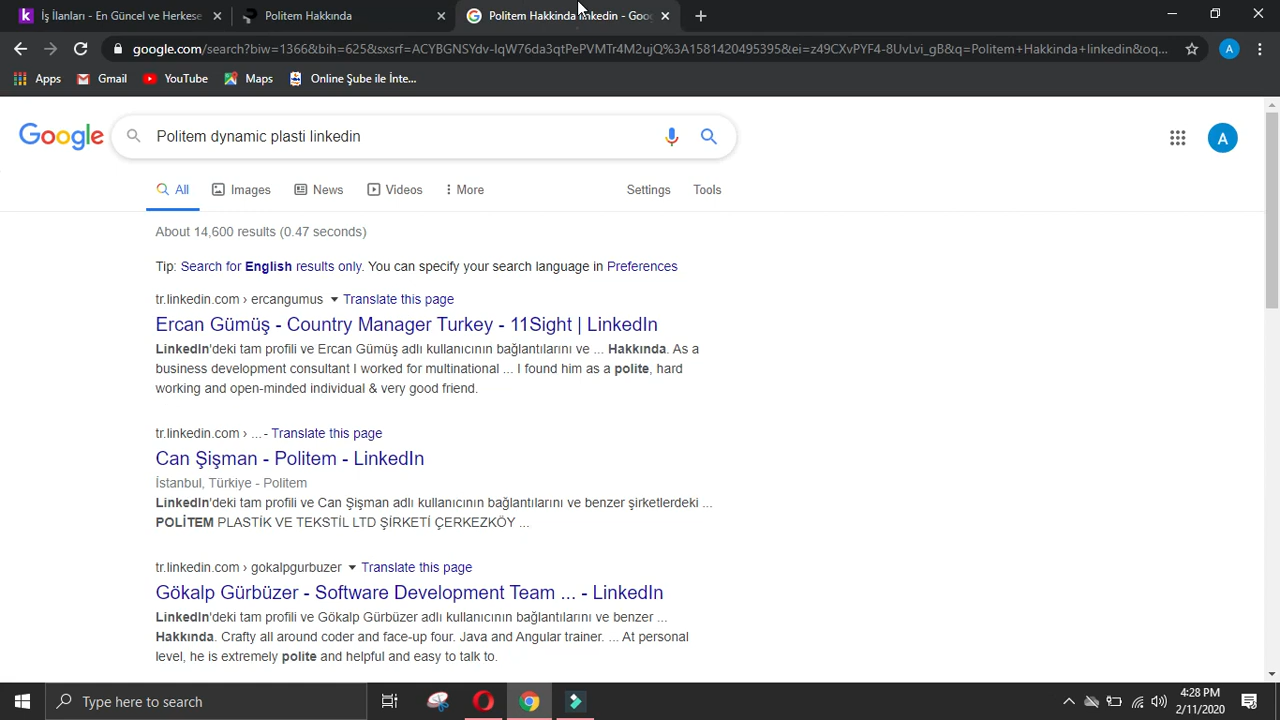 İş İlanları - En Güncel ve Herkese
Politem Hakkında
Politem Hakkinda linkedin - Goog
google.com/search?biw=1366&bih=625&sxsrf=ACYBGNSYdv-IqW76da3qtPePVMTr4M2ujQ%3A1581420495395&ei=z49CXvPYF4-8UvLvi_gB&q=Politem+Hakkinda+linkedin&oq...
A
Apps
Gmail
YouTube
Maps
Online Şube ile İnte...
Google
Politem dynamic plasti linkedin
A
All
Images
News
Videos
More
Settings
Tools
About 14,600 results (0.47 seconds)
Tip: Search for English results only. You can specify your search language in Preferences
tr.linkedin.com › ercangumus ▼ Translate this page
Ercan Gümüş - Country Manager Turkey - 11Sight | LinkedIn
LinkedIn'deki tam profili ve Ercan Gümüş adlı kullanıcının bağlantılarını ve ... Hakkında. As a
business development consultant I worked for multinational ... I found him as a polite, hard
working and open-minded individual & very good friend.
tr.linkedin.com › ... - Translate this page
Can Şişman - Politem - LinkedIn
İstanbul, Türkiye - Politem
LinkedIn'deki tam profili ve Can Şişman adlı kullanıcının bağlantılarını ve benzer şirketlerdeki ...
POLİTEM PLASTİK VE TEKSTİL LTD ŞİRKETİ ÇERKEZKÖY ...
tr.linkedin.com › gokalpgurbuzer ▼ Translate this page
Gökalp Gürbüzer - Software Development Team ... - LinkedIn
LinkedIn'deki tam profili ve Gökalp Gürbüzer adlı kullanıcının bağlantılarını ve benzer ...
Hakkında. Crafty all around coder and face-up four. Java and Angular trainer. ... At personal
level, he is extremely polite and helpful and easy to talk to.
Type here to search
4:28 PM
2/11/2020